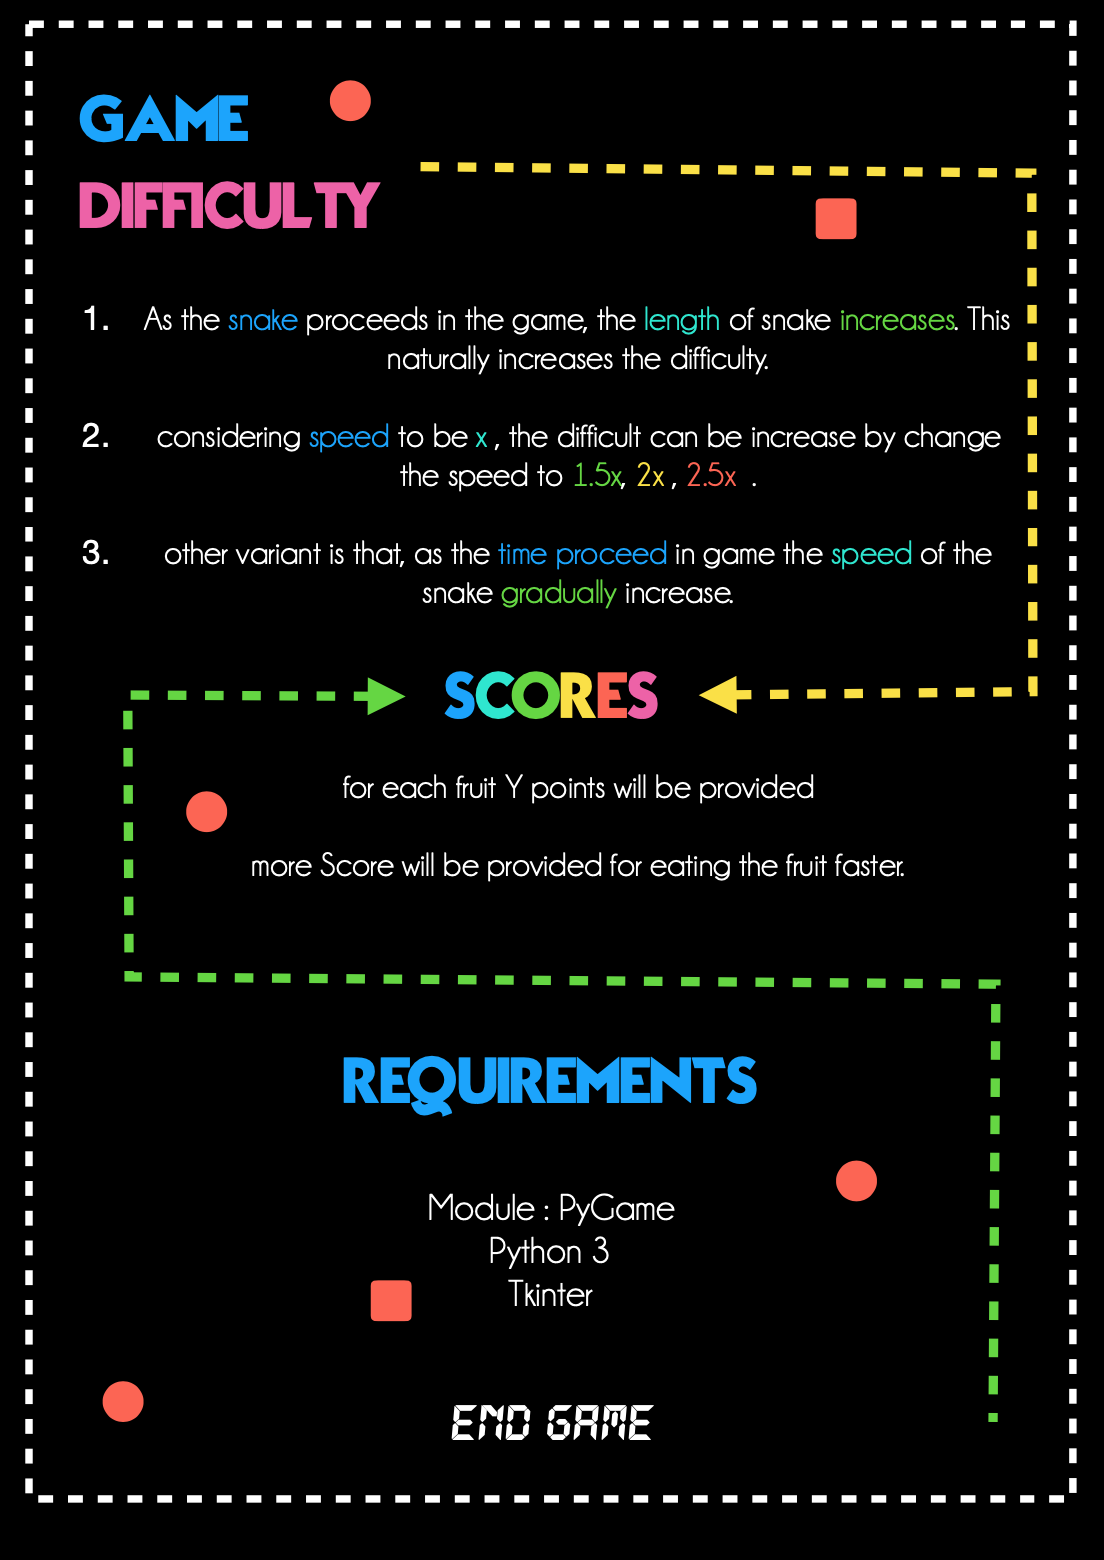 GAME
DIFFICULTY
1. As the snake proceeds in the game, the length of snake increases. This
naturally increases the difficulty.
2. considering speed to be x , the difficult can be increase by change
the speed to 1.5x, 2x , 2.5x .
3. other variant is that, as the time proceed in game the speed of the
snake gradually increase.
SCORES
for each fruit Y points will be provided
more Score will be provided for eating the fruit faster.
REQUIREMENTS
Module : PyGame
Python 3
Tkinter
END GAME